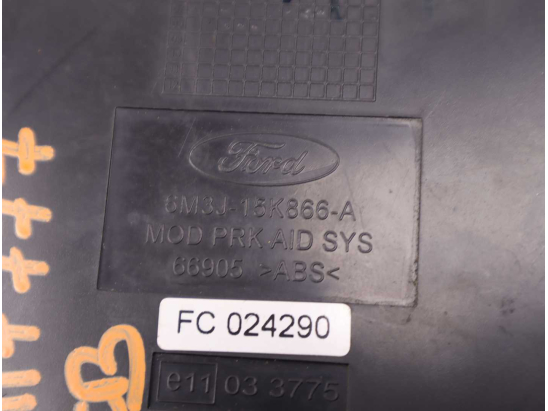 Ford
6M3J-15K866-A
MOD PRK AID SYS
66905 >ABS<
FC 024290
e11 03 3775